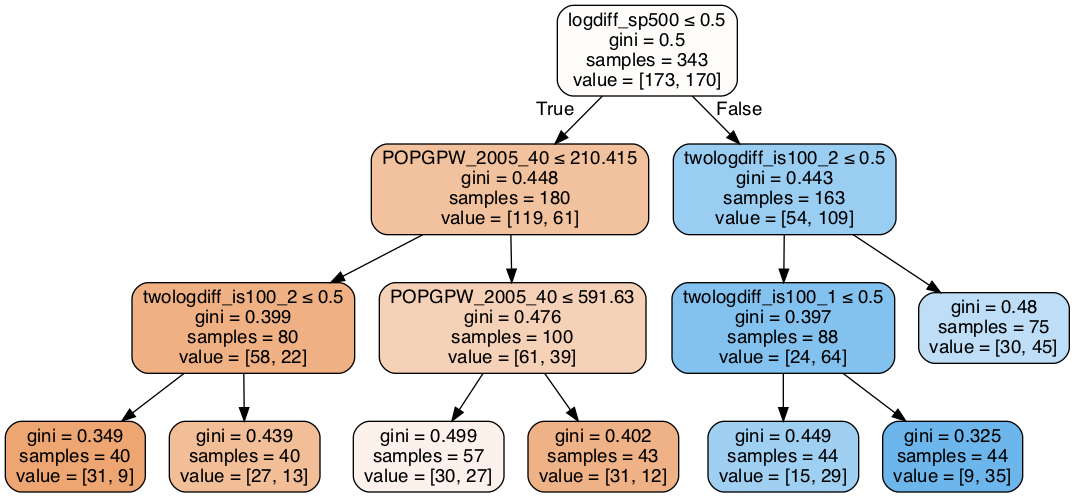 logdiff_sp500 ≤ 0.5
gini = 0.5
samples = 343
value = [173, 170]
True
False
POPGPW_2005_40 ≤ 210.415
gini = 0.448
samples = 180
value = [119, 61]
twologdiff_is100_2 ≤ 0.5
gini = 0.443
samples = 163
value = [54, 109]
twologdiff_is100_2 ≤ 0.5
gini = 0.399
samples = 80
value = [58, 22]
POPGPW_2005_40 ≤ 591.63
gini = 0.476
samples = 100
value = [61, 39]
twologdiff_is100_1 ≤ 0.5
gini = 0.397
samples = 88
value = [24, 64]
gini = 0.48
samples = 75
value = [30, 45]
gini = 0.349
samples = 40
value = [31, 9]
gini = 0.439
samples = 40
value = [27, 13]
gini = 0.499
samples = 57
value = [30, 27]
gini = 0.402
samples = 43
value = [31, 12]
gini = 0.449
samples = 44
value = [15, 29]
gini = 0.325
samples = 44
value = [9, 35]